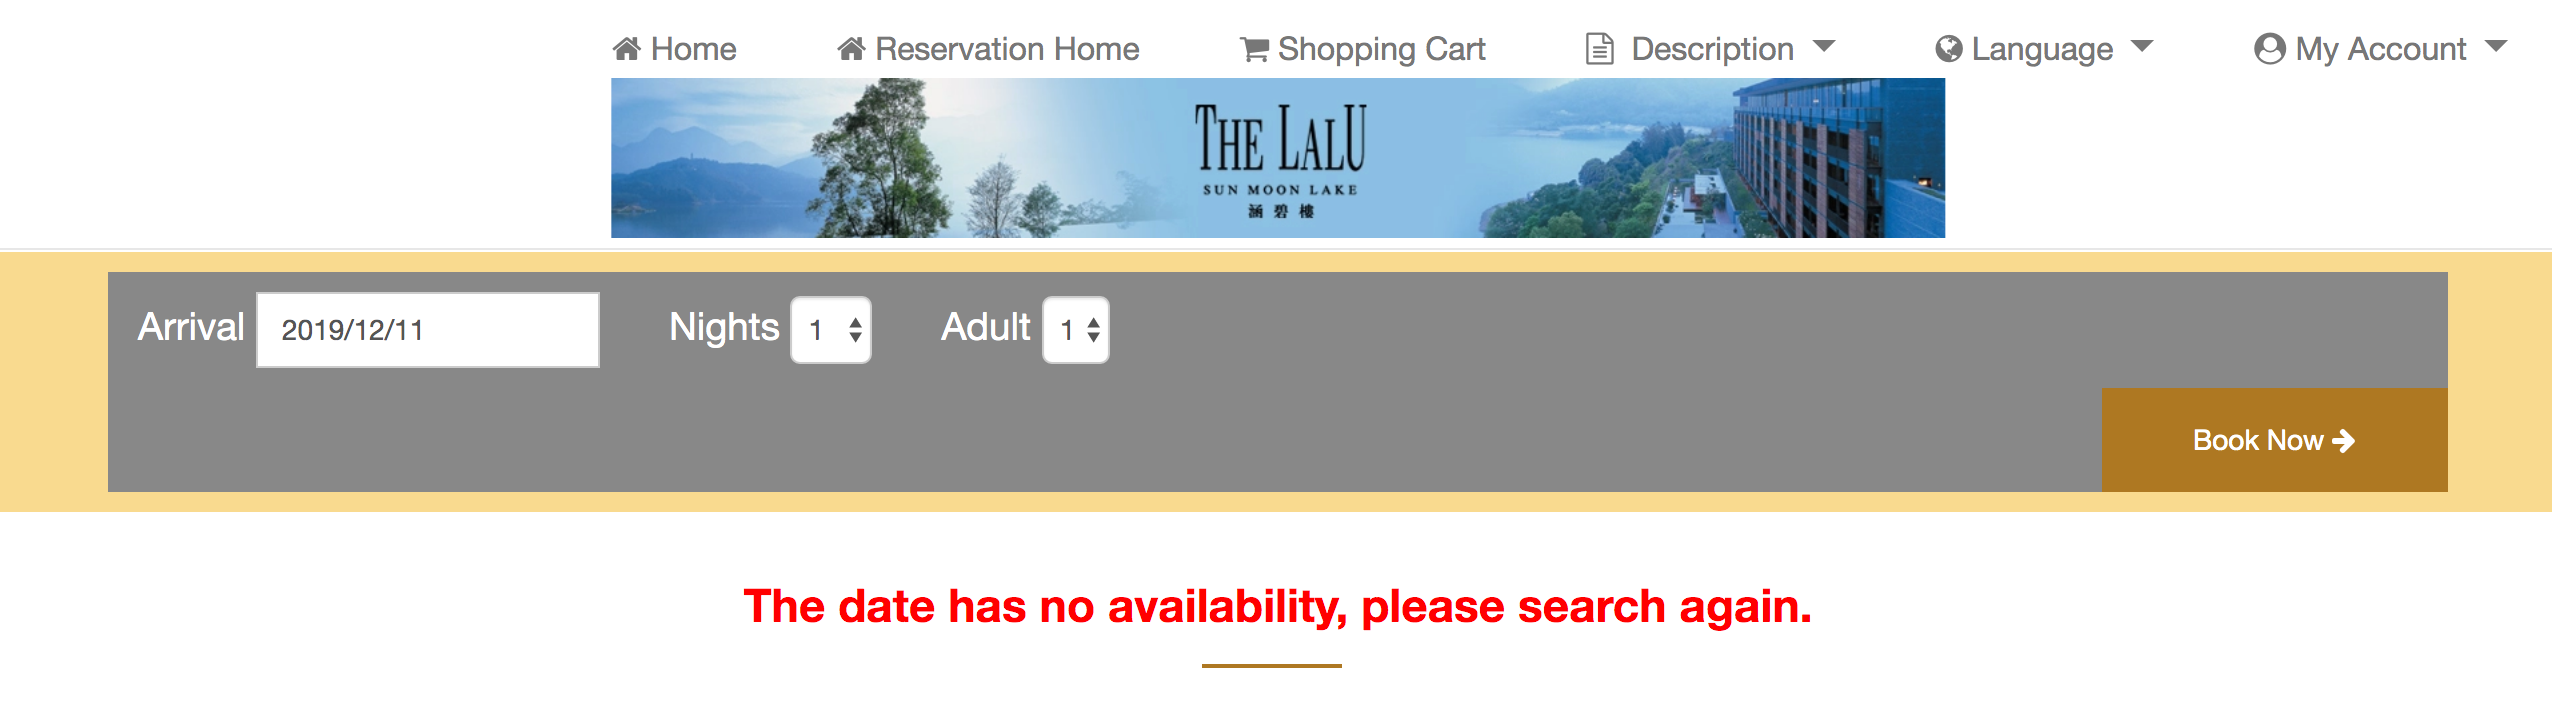 Home Reservation Home Shopping Cart Description Language My Account
THE LALU
SUN MOON LAKE
涵碧樓
Arrival 2019/12/11 Nights 1 Adult 1
Book Now
The date has no availability, please search again.